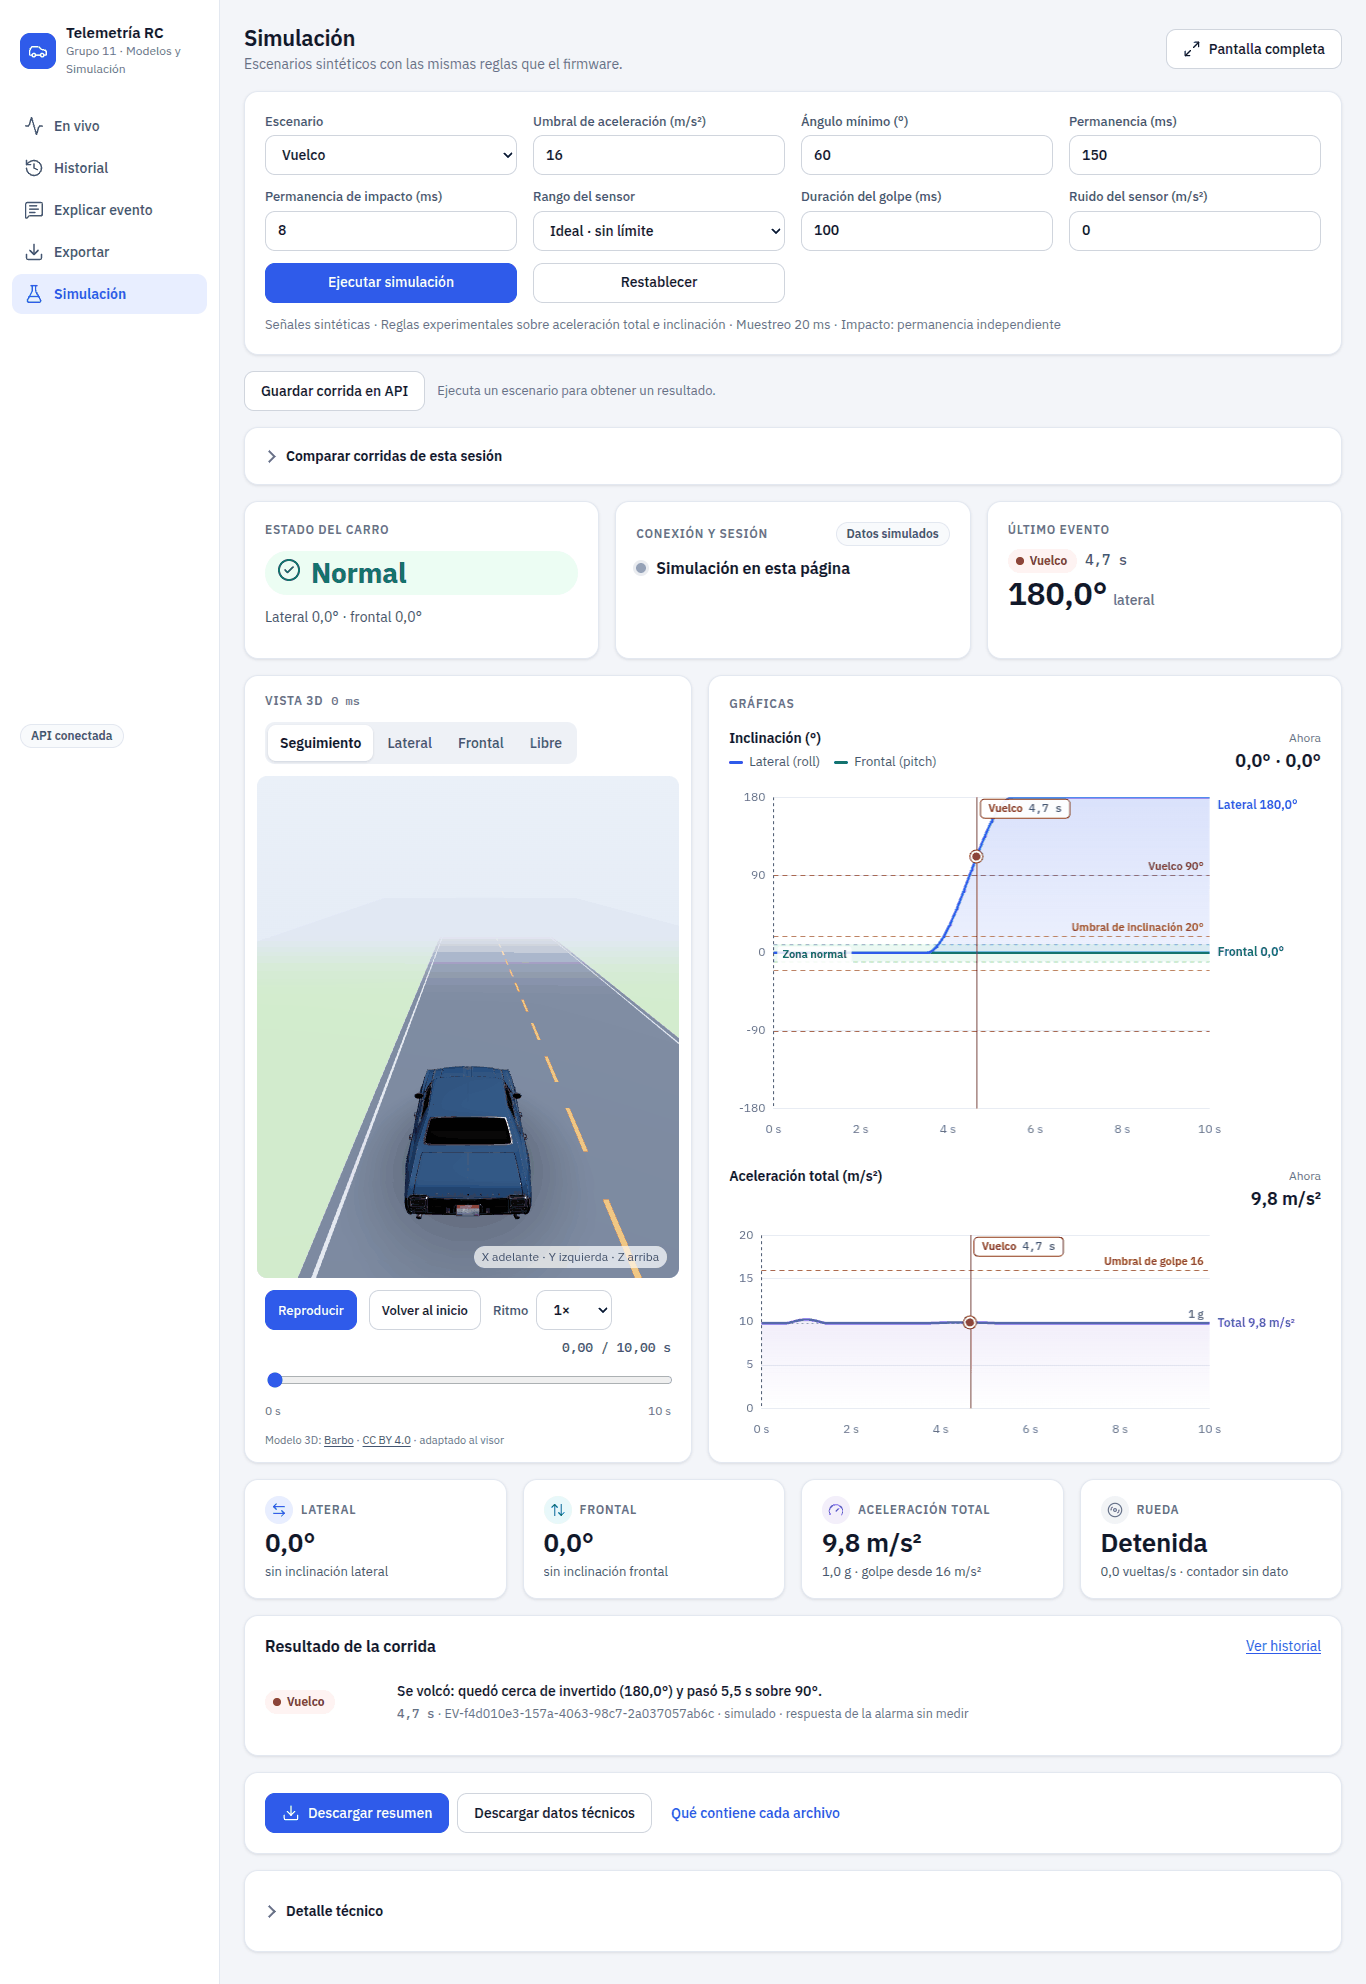 Telemetría RC
Grupo 11 · Modelos y
Simulación
En vivo
Historial
Explicar evento
Exportar
Simulación
API conectada
Simulación
Escenarios sintéticos con las mismas reglas que el firmware.
Pantalla completa
Escenario
Umbral de aceleración (m/s²)
Ángulo mínimo (°)
Permanencia (ms)
Vuelco
16
60
150
Permanencia de impacto (ms)
Rango del sensor
Duración del golpe (ms)
Ruido del sensor (m/s²)
8
Ideal · sin límite
100
0
Ejecutar simulación
Restablecer
Señales sintéticas · Reglas experimentales sobre aceleración total e inclinación · Muestreo 20 ms · Impacto: permanencia independiente
Guardar corrida en API
Ejecuta un escenario para obtener un resultado.
Comparar corridas de esta sesión
ESTADO DEL CARRO
Normal
Lateral 0,0° · frontal 0,0°
CONEXIÓN Y SESIÓN
Datos simulados
Simulación en esta página
ÚLTIMO EVENTO
Vuelco 4,7 s
180,0° lateral
VISTA 3D 0 ms
Seguimiento
Lateral
Frontal
Libre
X adelante · Y izquierda · Z arriba
Reproducir
Volver al inicio
Ritmo
1×
0,00 / 10,00 s
0 s
10 s
Modelo 3D: Barbo · CC BY 4.0 · adaptado al visor
GRÁFICAS
Inclinación (°)
Ahora
Lateral (roll)
Frontal (pitch)
0,0° · 0,0°
180
Vuelco 4,7 s
Lateral 180,0°
Vuelco 90°
90
Umbral de inclinación 20°
0
Zona normal
Frontal 0,0°
-90
-180
0 s
2 s
4 s
6 s
8 s
10 s
Aceleración total (m/s²)
Ahora
9,8 m/s²
20
Vuelco 4,7 s
Umbral de golpe 16
15
1 g
10
Total 9,8 m/s²
5
0
0 s
2 s
4 s
6 s
8 s
10 s
LATERAL
0,0°
sin inclinación lateral
FRONTAL
0,0°
sin inclinación frontal
ACELERACIÓN TOTAL
9,8 m/s²
1,0 g · golpe desde 16 m/s²
RUEDA
Detenida
0,0 vueltas/s · contador sin dato
Resultado de la corrida
Ver historial
Vuelco
Se volcó: quedó cerca de invertido (180,0°) y pasó 5,5 s sobre 90°.
4,7 s · EV-f4d010e3-157a-4063-98c7-2a037057ab6c · simulado · respuesta de la alarma sin medir
Descargar resumen
Descargar datos técnicos
Qué contiene cada archivo
Detalle técnico